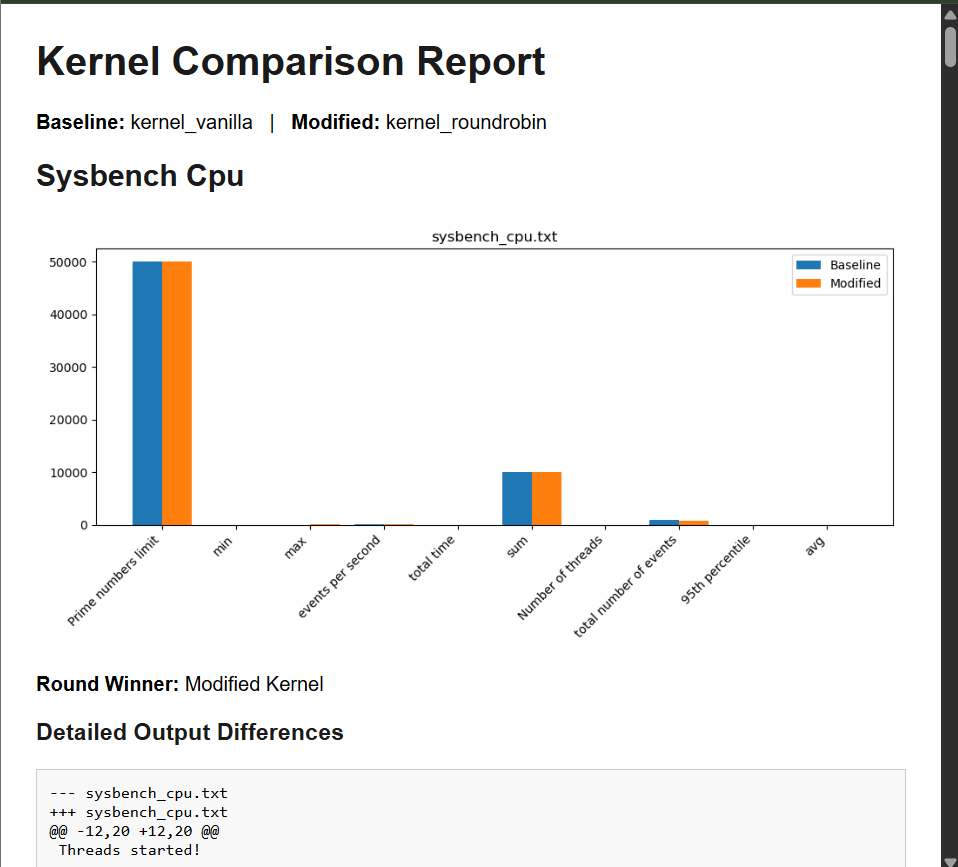 Kernel Comparison Report
Baseline: kernel_vanilla | Modified: kernel_roundrobin
Sysbench Cpu
sysbench_cpu.txt
Baseline
Modified
50000
40000
30000
20000
10000
0
Prime numbers limit
min
max
events per second
total time
sum
Number of threads
total number of events
95th percentile
avg
Round Winner: Modified Kernel
Detailed Output Differences
--- sysbench_cpu.txt
+++ sysbench_cpu.txt
@@ -12,20 +12,20 @@
Threads started!